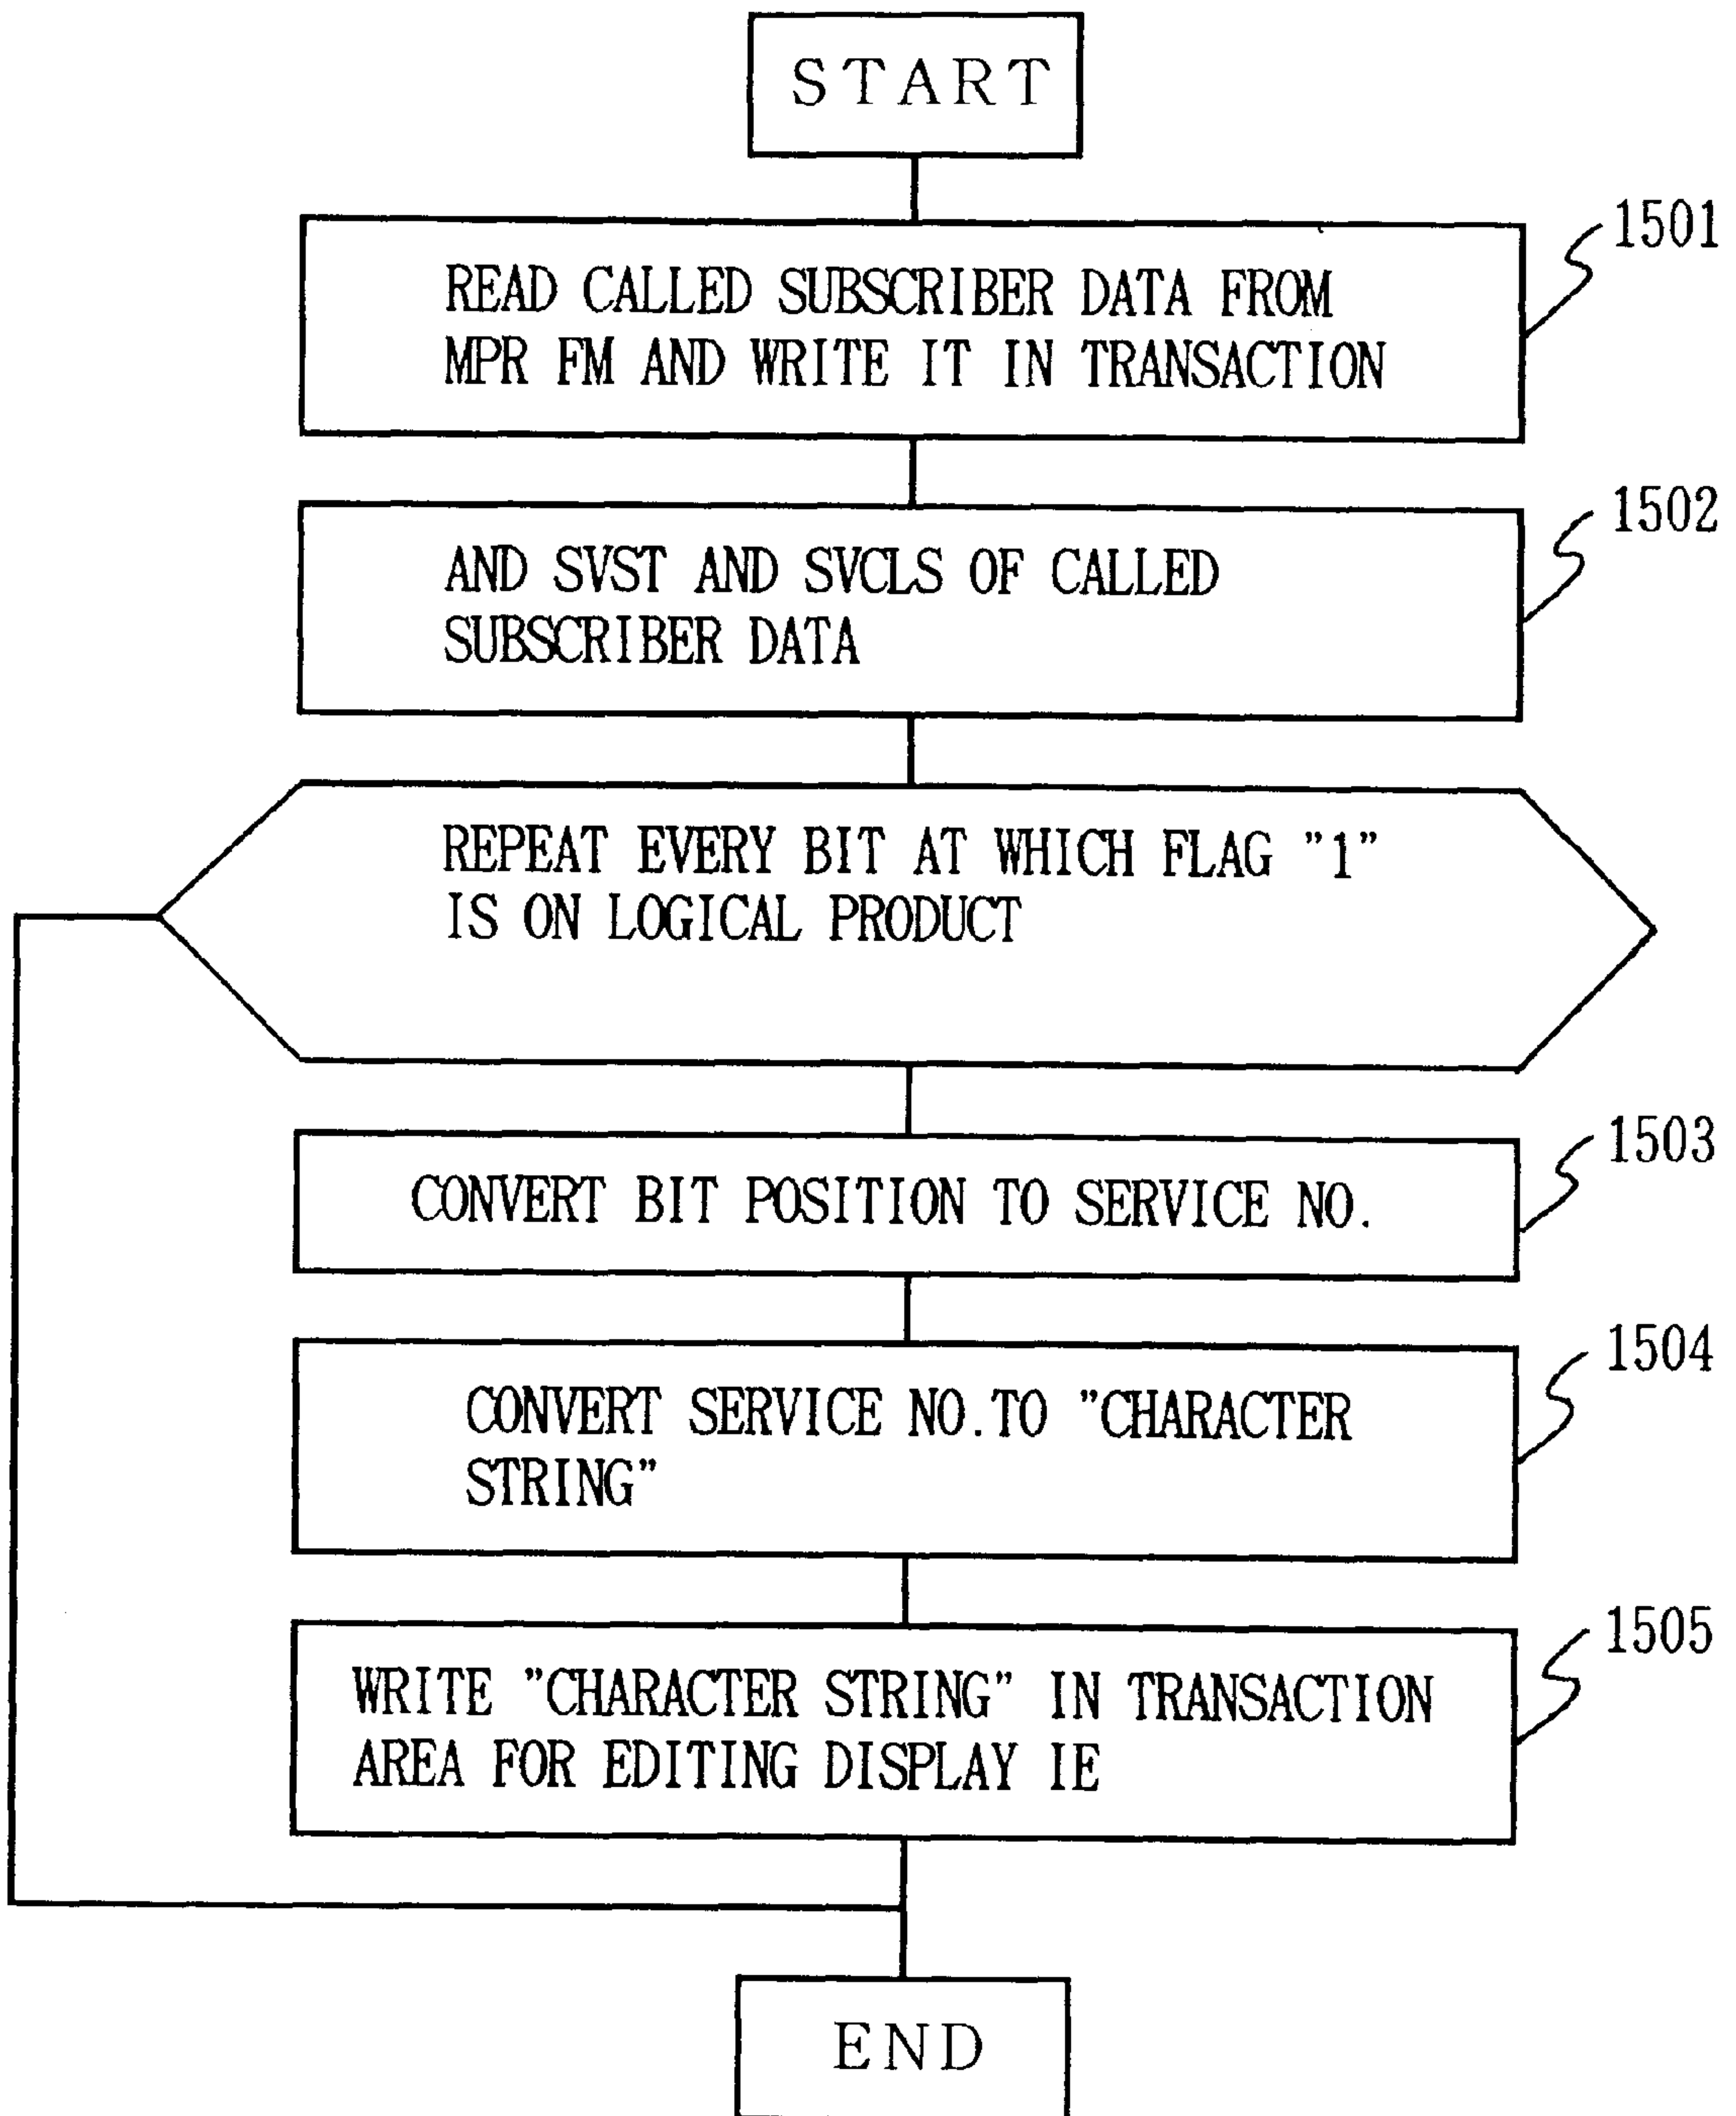 START
1501
READ CALLED SUBSCRIBER DATA FROM
MPR FM AND WRITE IT IN TRANSACTION
1502
AND SVST AND SVCLS OF CALLED
SUBSCRIBER DATA
REPEAT EVERY BIT AT WHICH FLAG "1"
IS ON LOGICAL PRODUCT
1503
CONVERT BIT POSITION TO SERVICE NO.
1504
CONVERT SERVICE NO.TO "CHARACTER
STRING"
1505
WRITE "CHARACTER STRING" IN TRANSACTION
AREA FOR EDITING DISPLAY IE
END